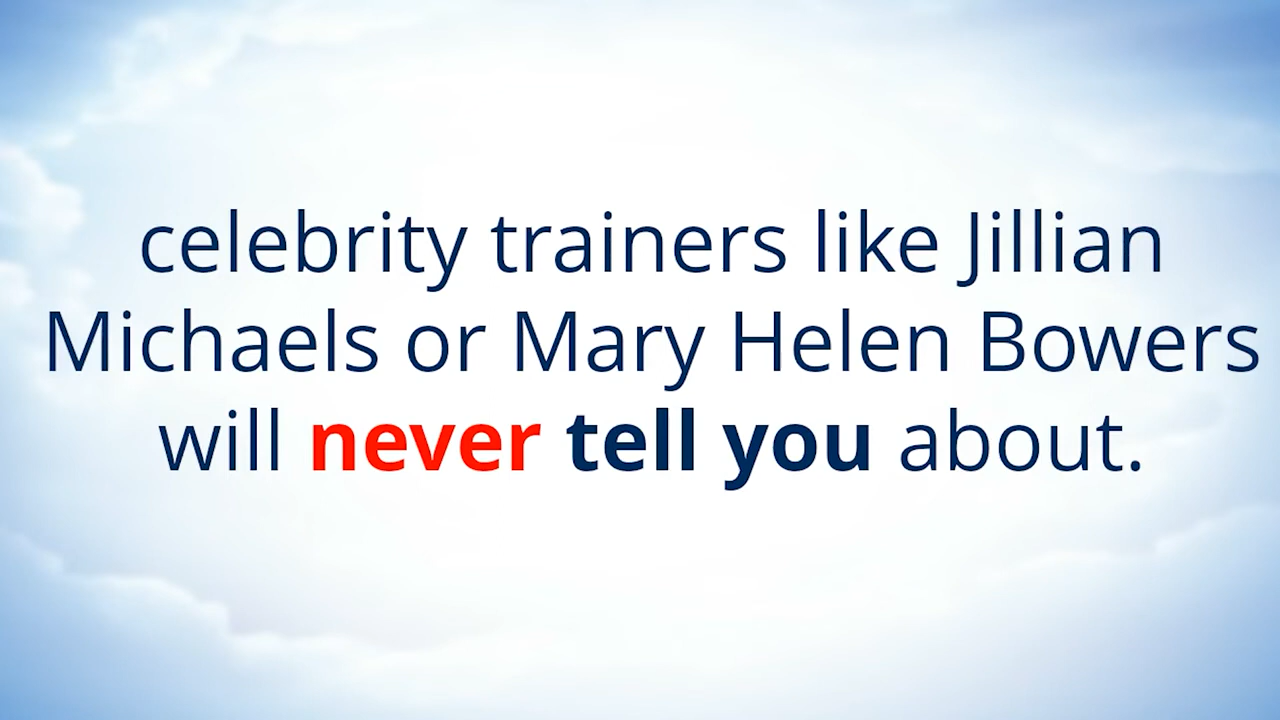 celebrity trainers like Jillian
Michaels or Mary Helen Bowers
will never tell you about.